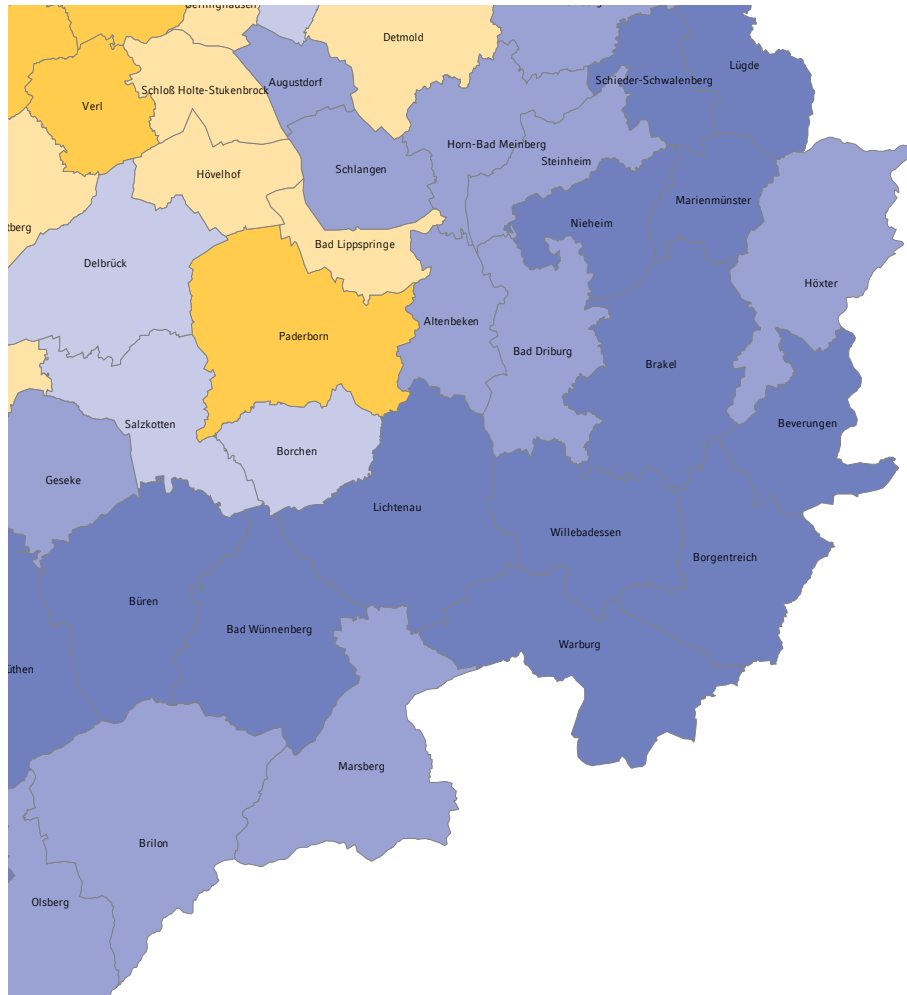 Detmold
Lügde
Schieder-Schwalenberg
Augustdorf
Schloß Holte-Stukenbrock
Verl
Horn-Bad Meinberg
Steinheim
Schlangen
Hövelhof
Marienmünster
Nieheim
Bad Lippspringe
Delbrück
Höxter
Altenbeken
Paderborn
Bad Driburg
Brakel
Salzkotten
Beverungen
Borchen
Geseke
Lichtenau
Willebadessen
Borgentreich
Büren
Bad Wünnenberg
Warburg
Marsberg
Brilon
Olsberg